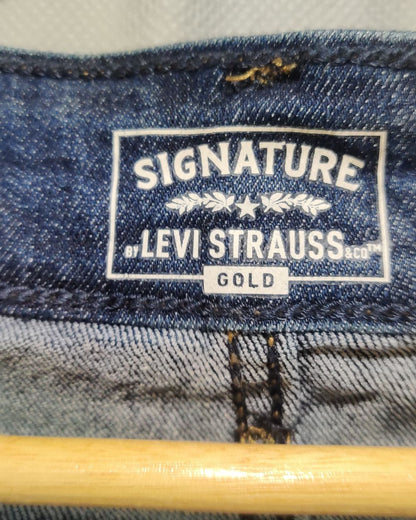 SIGNATURE
BY LEVI STRAUSS & CO™
GOLD